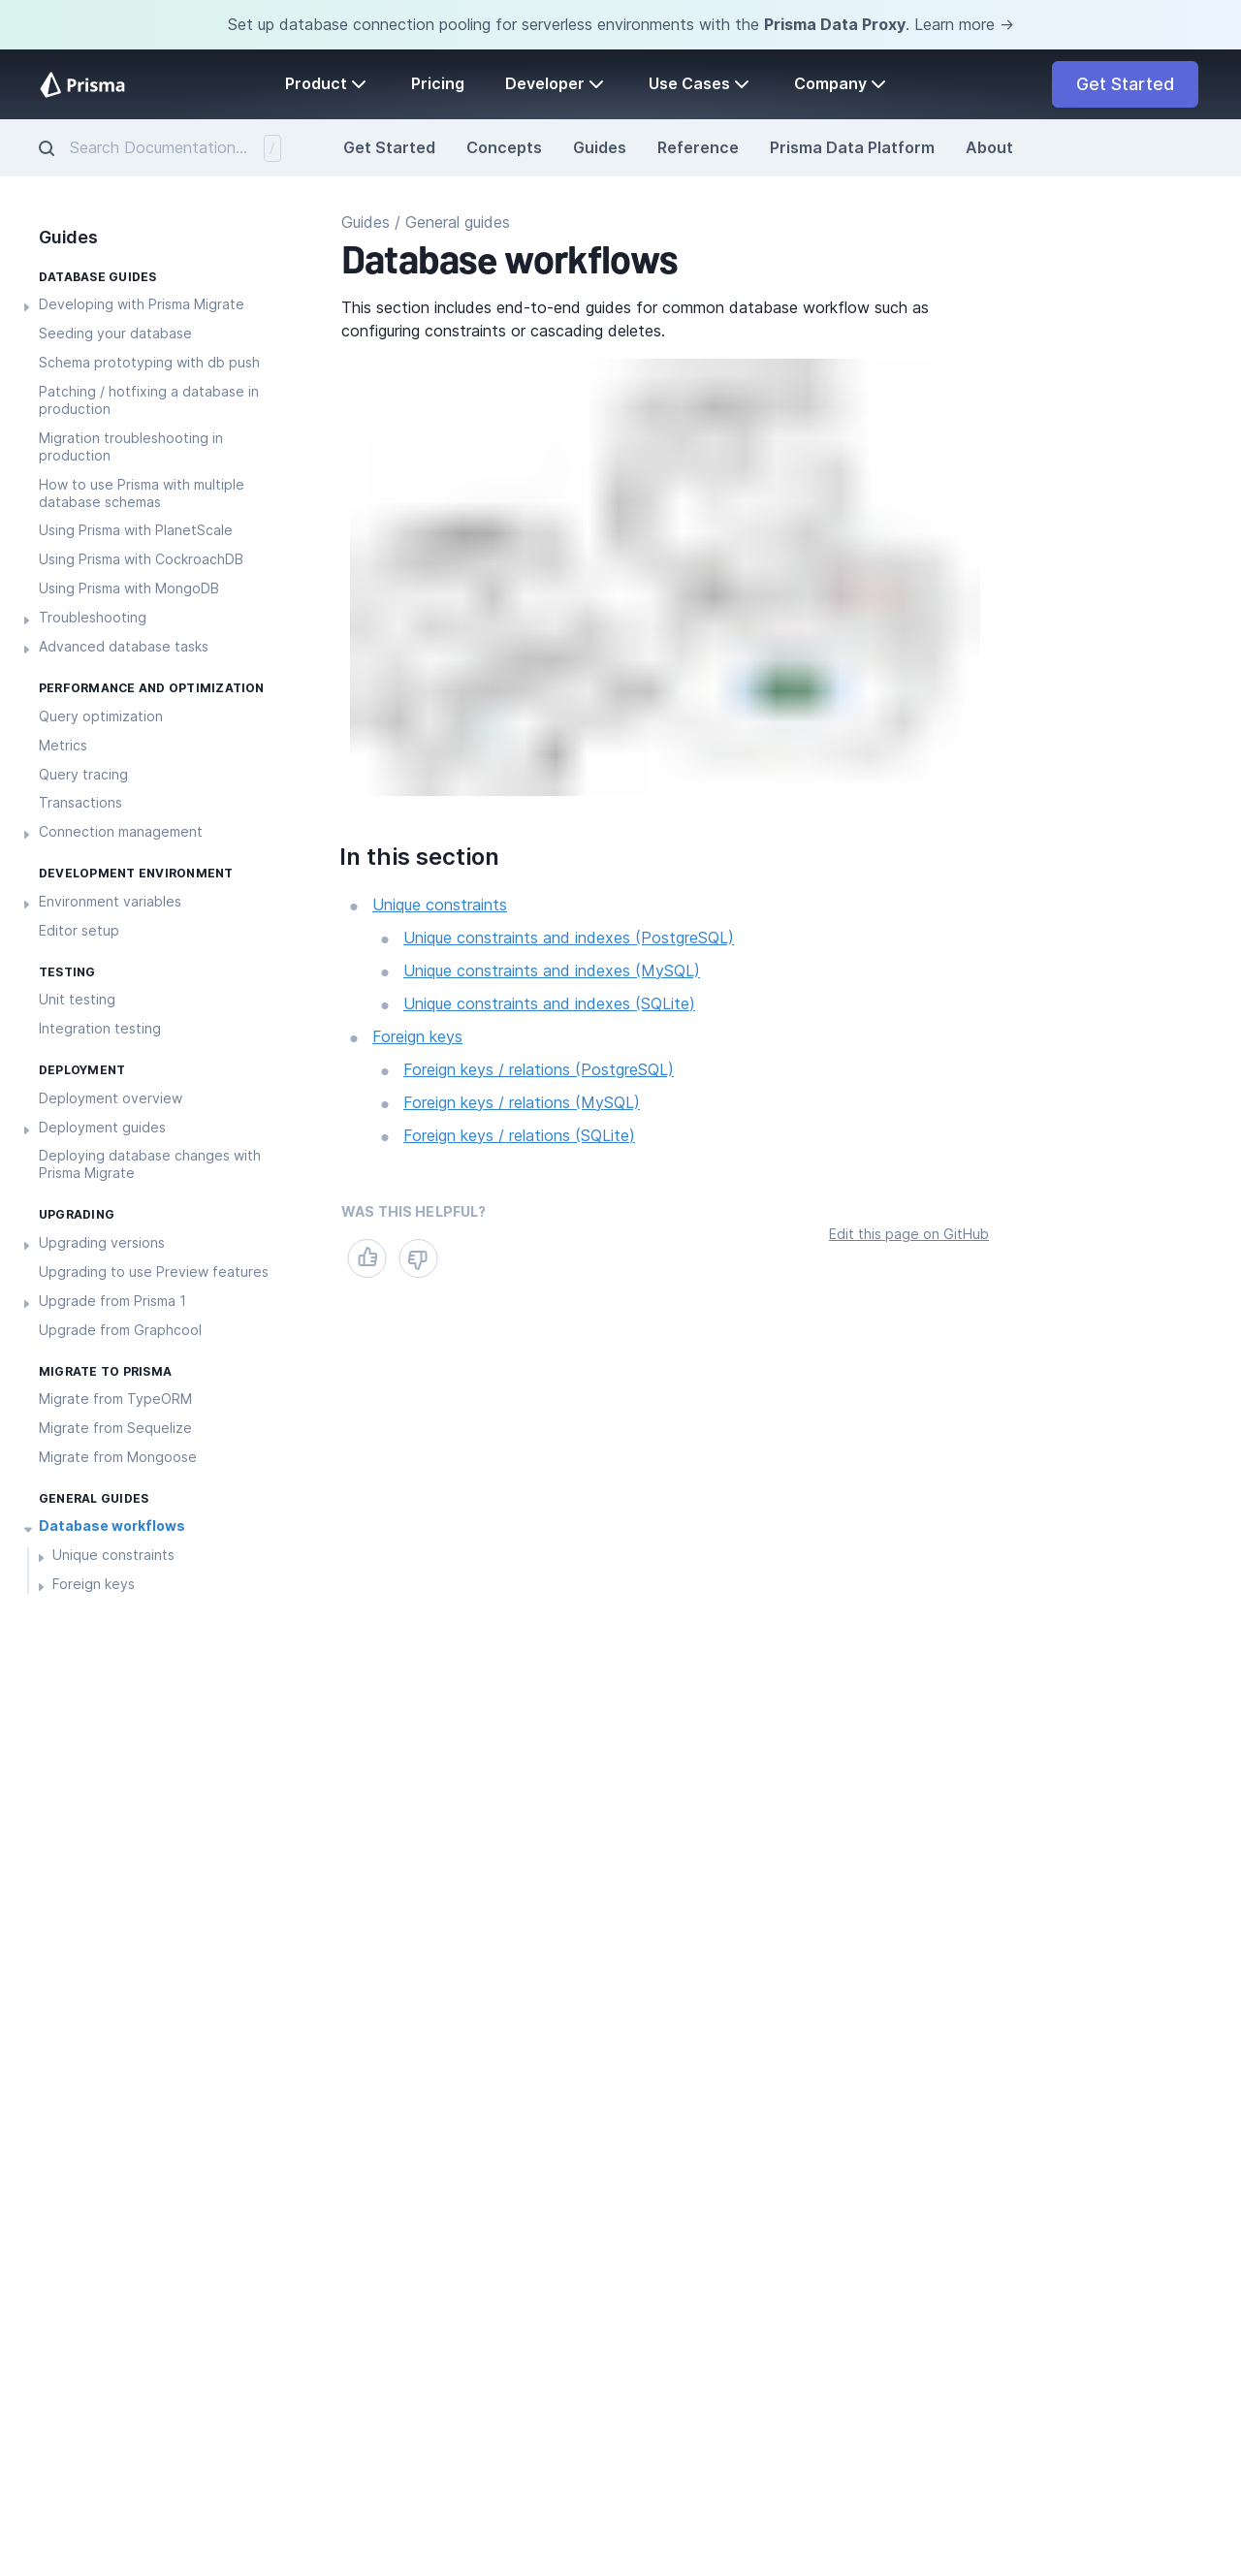 Set up database connection pooling for serverless environments with the Prisma Data Proxy. Learn more →
Prisma
Product
Pricing
Developer
Use Cases
Company
Get Started
Search Documentation...
/
Get Started
Concepts
Guides
Reference
Prisma Data Platform
About
Guides
DATABASE GUIDES
Developing with Prisma Migrate
Seeding your database
Schema prototyping with db push
Patching / hotfixing a database in
production
Migration troubleshooting in
production
How to use Prisma with multiple
database schemas
Using Prisma with PlanetScale
Using Prisma with CockroachDB
Using Prisma with MongoDB
Troubleshooting
Advanced database tasks
PERFORMANCE AND OPTIMIZATION
Query optimization
Metrics
Query tracing
Transactions
Connection management
DEVELOPMENT ENVIRONMENT
Environment variables
Editor setup
TESTING
Unit testing
Integration testing
DEPLOYMENT
Deployment overview
Deployment guides
Deploying database changes with
Prisma Migrate
UPGRADING
Upgrading versions
Upgrading to use Preview features
Upgrade from Prisma 1
Upgrade from Graphcool
MIGRATE TO PRISMA
Migrate from TypeORM
Migrate from Sequelize
Migrate from Mongoose
GENERAL GUIDES
Database workflows
Unique constraints
Foreign keys
Guides / General guides
Database workflows
This section includes end-to-end guides for common database workflow such as
configuring constraints or cascading deletes.
In this section
Unique constraints
Unique constraints and indexes (PostgreSQL)
Unique constraints and indexes (MySQL)
Unique constraints and indexes (SQLite)
Foreign keys
Foreign keys / relations (PostgreSQL)
Foreign keys / relations (MySQL)
Foreign keys / relations (SQLite)
WAS THIS HELPFUL?
Edit this page on GitHub